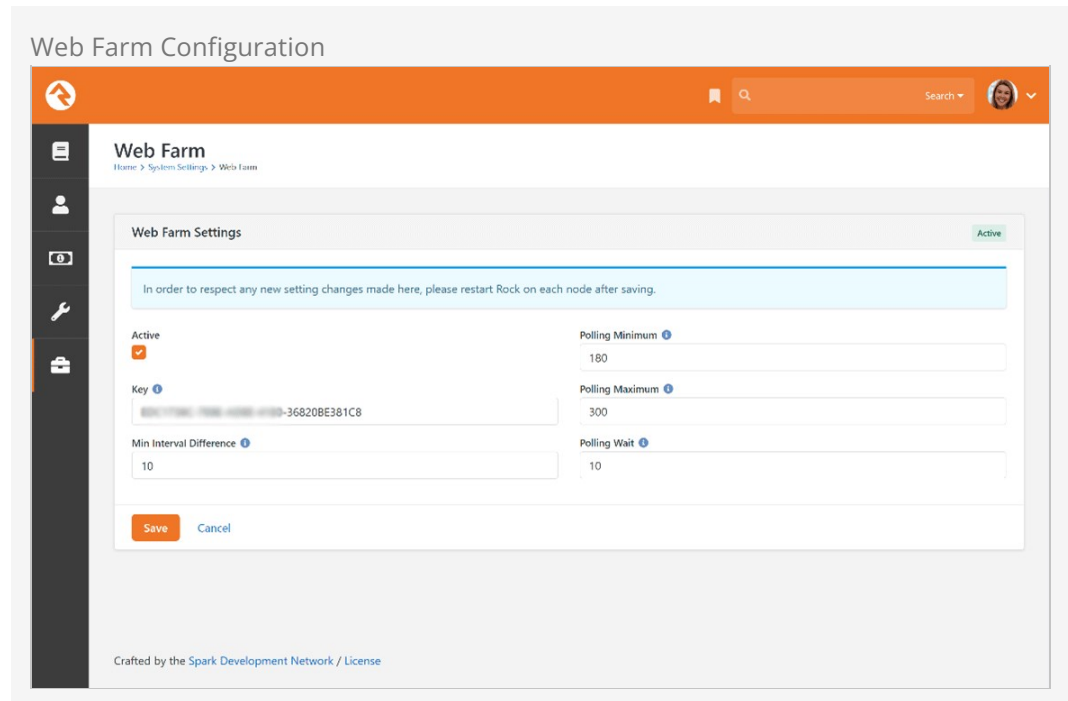 Web Farm Configuration
Search
Web Farm
Home > System Settings > Web Farm
Web Farm Settings
Active
In order to respect any new setting changes made here, please restart Rock on each node after saving.
Active
Polling Minimum
180
Key
-36820BE381C8
Polling Maximum
300
Min Interval Difference
10
Polling Wait
10
Save
Cancel
Crafted by the Spark Development Network / License